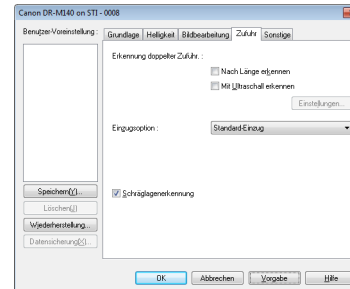 Canon DR-M140 on STI - 0008
Benutzer-Voreinstellung :
Grundlage Helligkeit Bildbearbeitung Zufuhr Sonstige
Erkennung doppelter Zufuhr. :
Nach Länge erkennen
Mit Ultraschall erkennen
Einstellungen...
Einzugsoption : Standard-Einzug
Speichern(Y)...
Löschen(J)
Wiederherstellung...
Datensicherung(X)...
Schräglagenerkennung
OK Abbrechen Vorgabe Hilfe